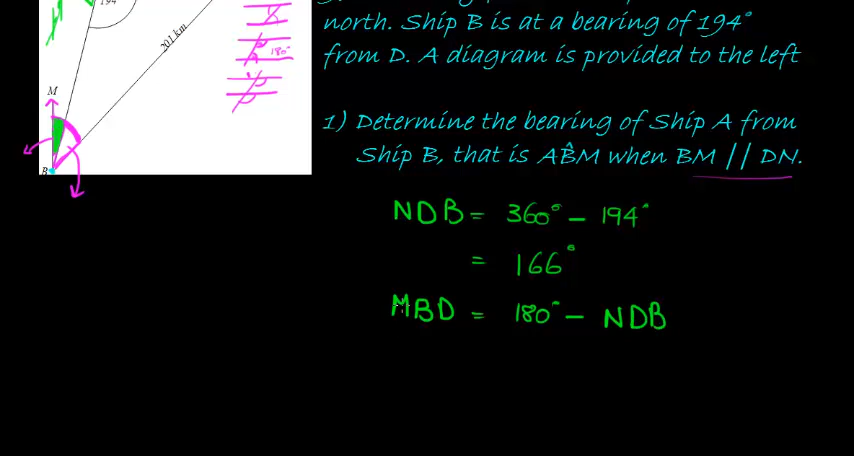 north. Ship B is at a bearing of 194°
from D. A diagram is provided to the left
194
201 km
180°
M
B
1) Determine the bearing of Ship A from
Ship B, that is AB̂M when BM // DN.
NDB = 360° - 194°
= 166°
MBD = 180° - NDB